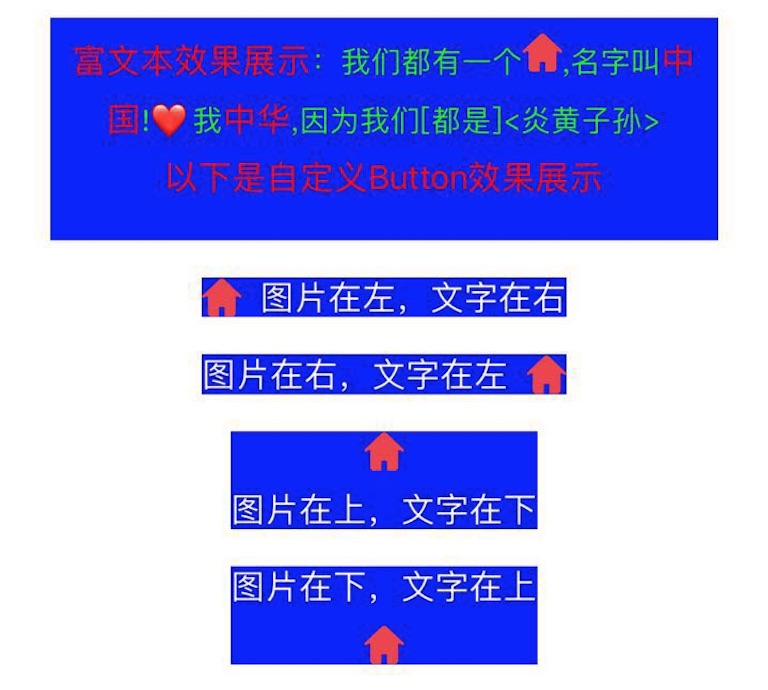 富文本效果展示：我们都有一个,名字叫中
国!❤️我中华,因为我们[都是]<炎黄子孙>
以下是自定义Button效果展示
图片在左，文字在右
图片在右，文字在左
图片在上，文字在下
图片在下，文字在上